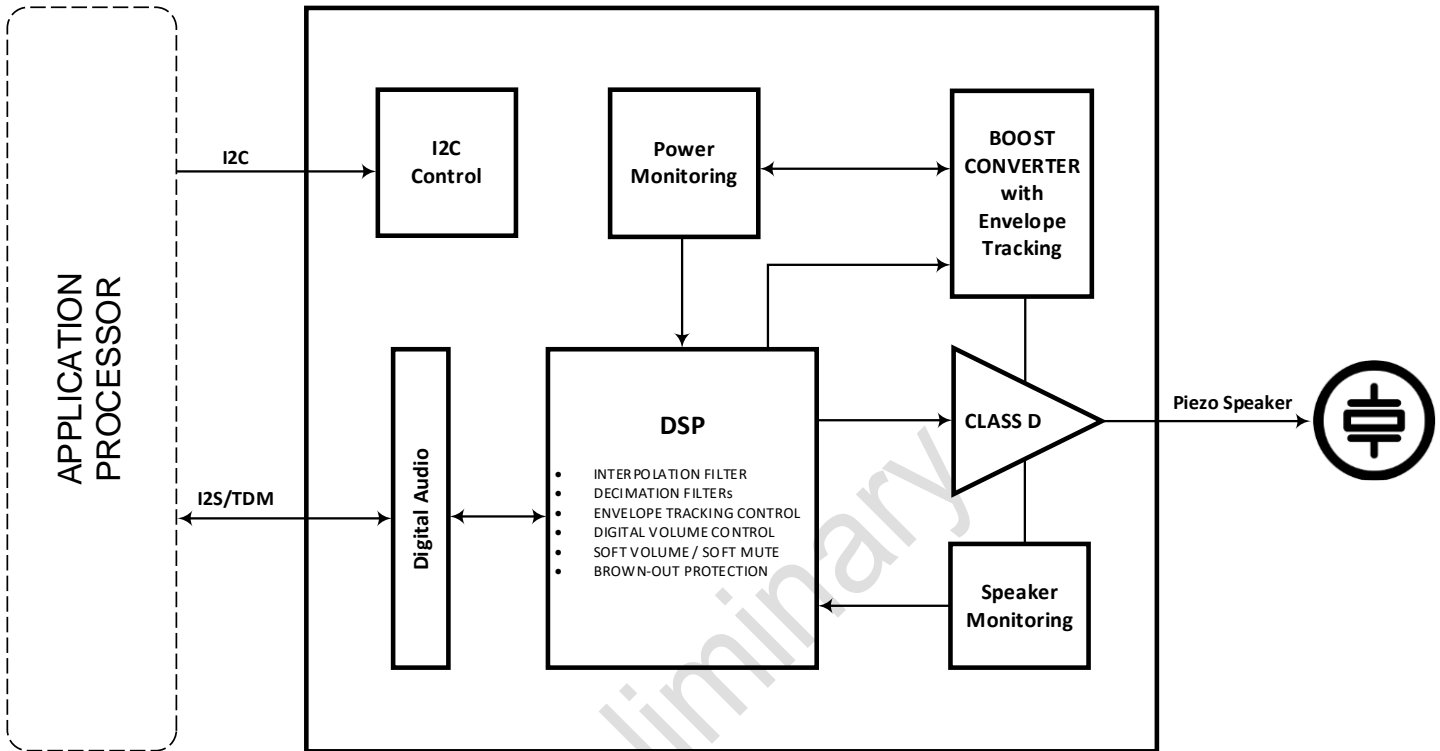 APPLICATION
PROCESSOR
I2C
I2S/TDM
I2C
Control
Power
Monitoring
BOOST
CONVERTER
with
Envelope
Tracking
Digital Audio
DSP
• INTERPOLATION FILTER
• DECIMATION FILTERs
• ENVELOPE TRACKING CONTROL
• DIGITAL VOLUME CONTROL
• SOFT VOLUME / SOFT MUTE
• BROWN-OUT PROTECTION
CLASS D
Piezo Speaker
Speaker
Monitoring
liminary